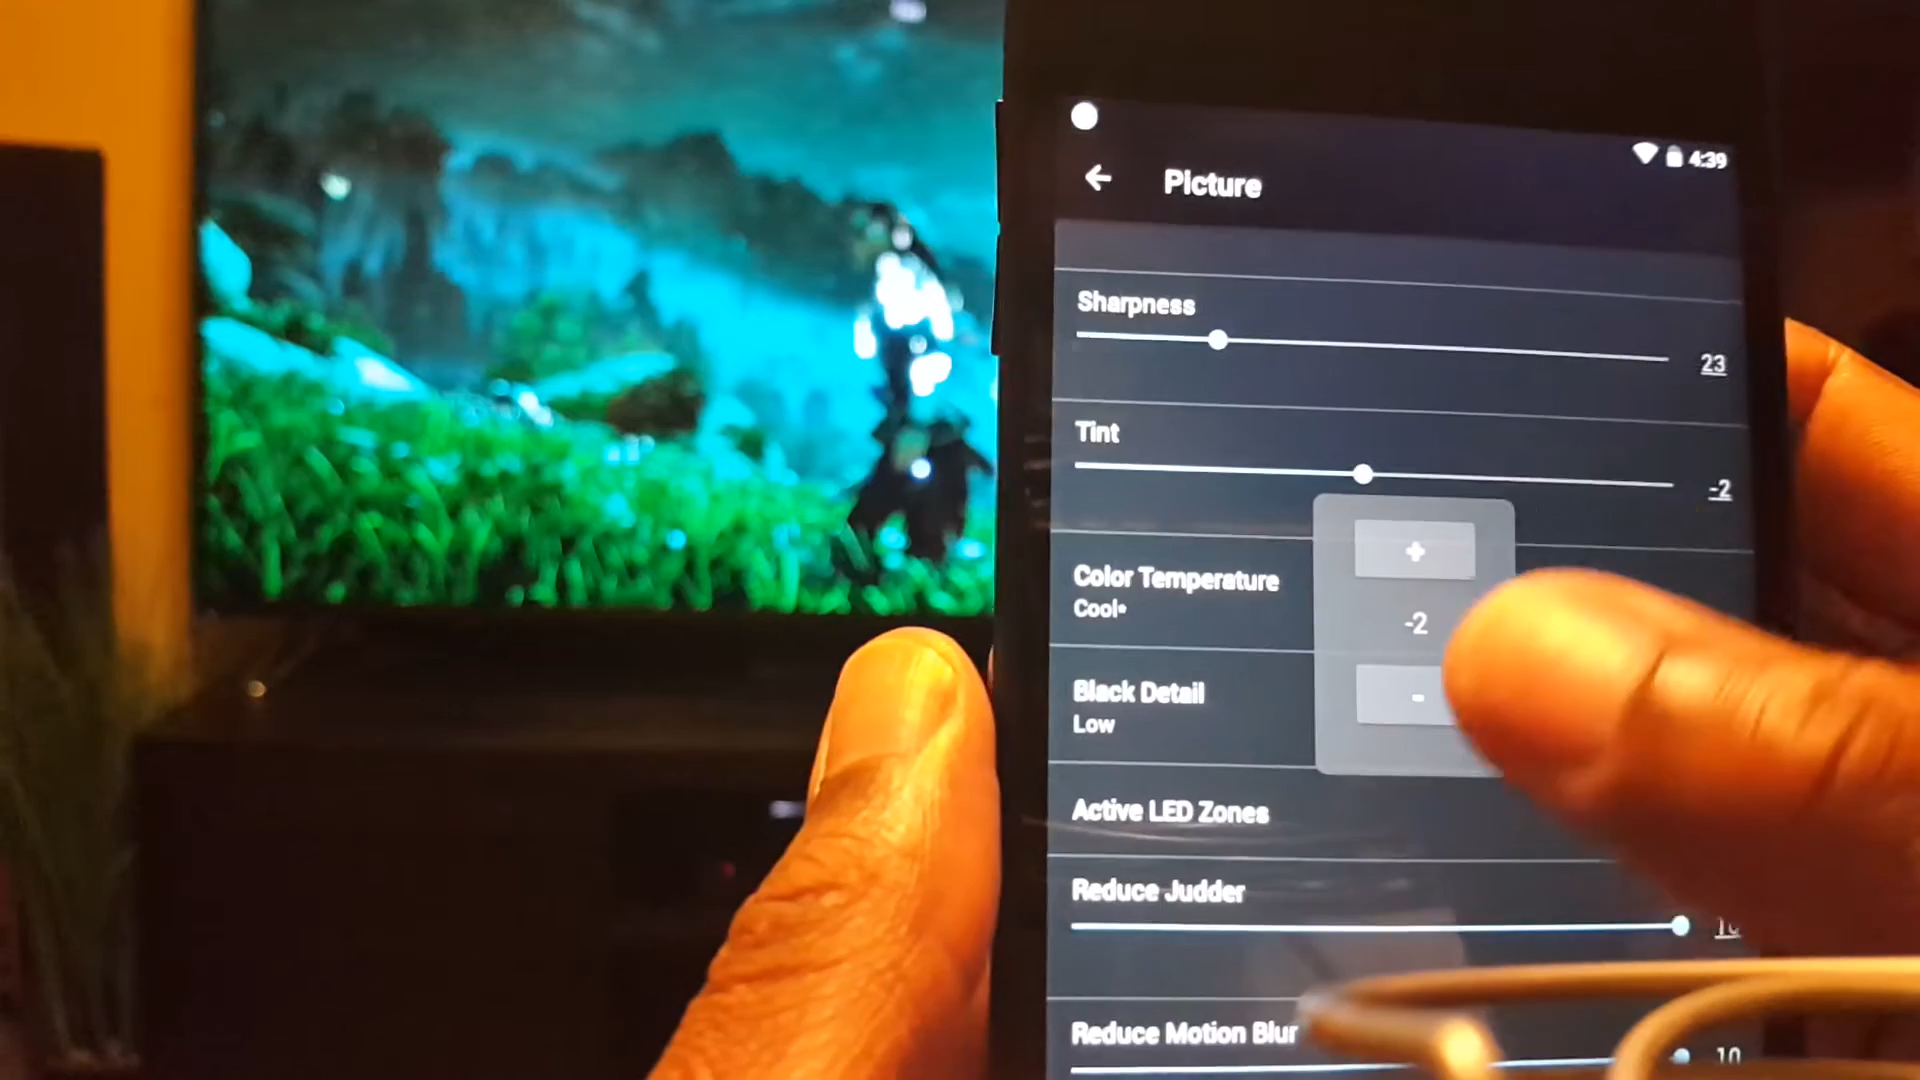 4:39
Picture
Sharpness
23
Tint
-2
+
Color Temperature
Cool*
-2
-
Black Detail
Low
Active LED Zones
Reduce Judder
10
Reduce Motion Blur
10